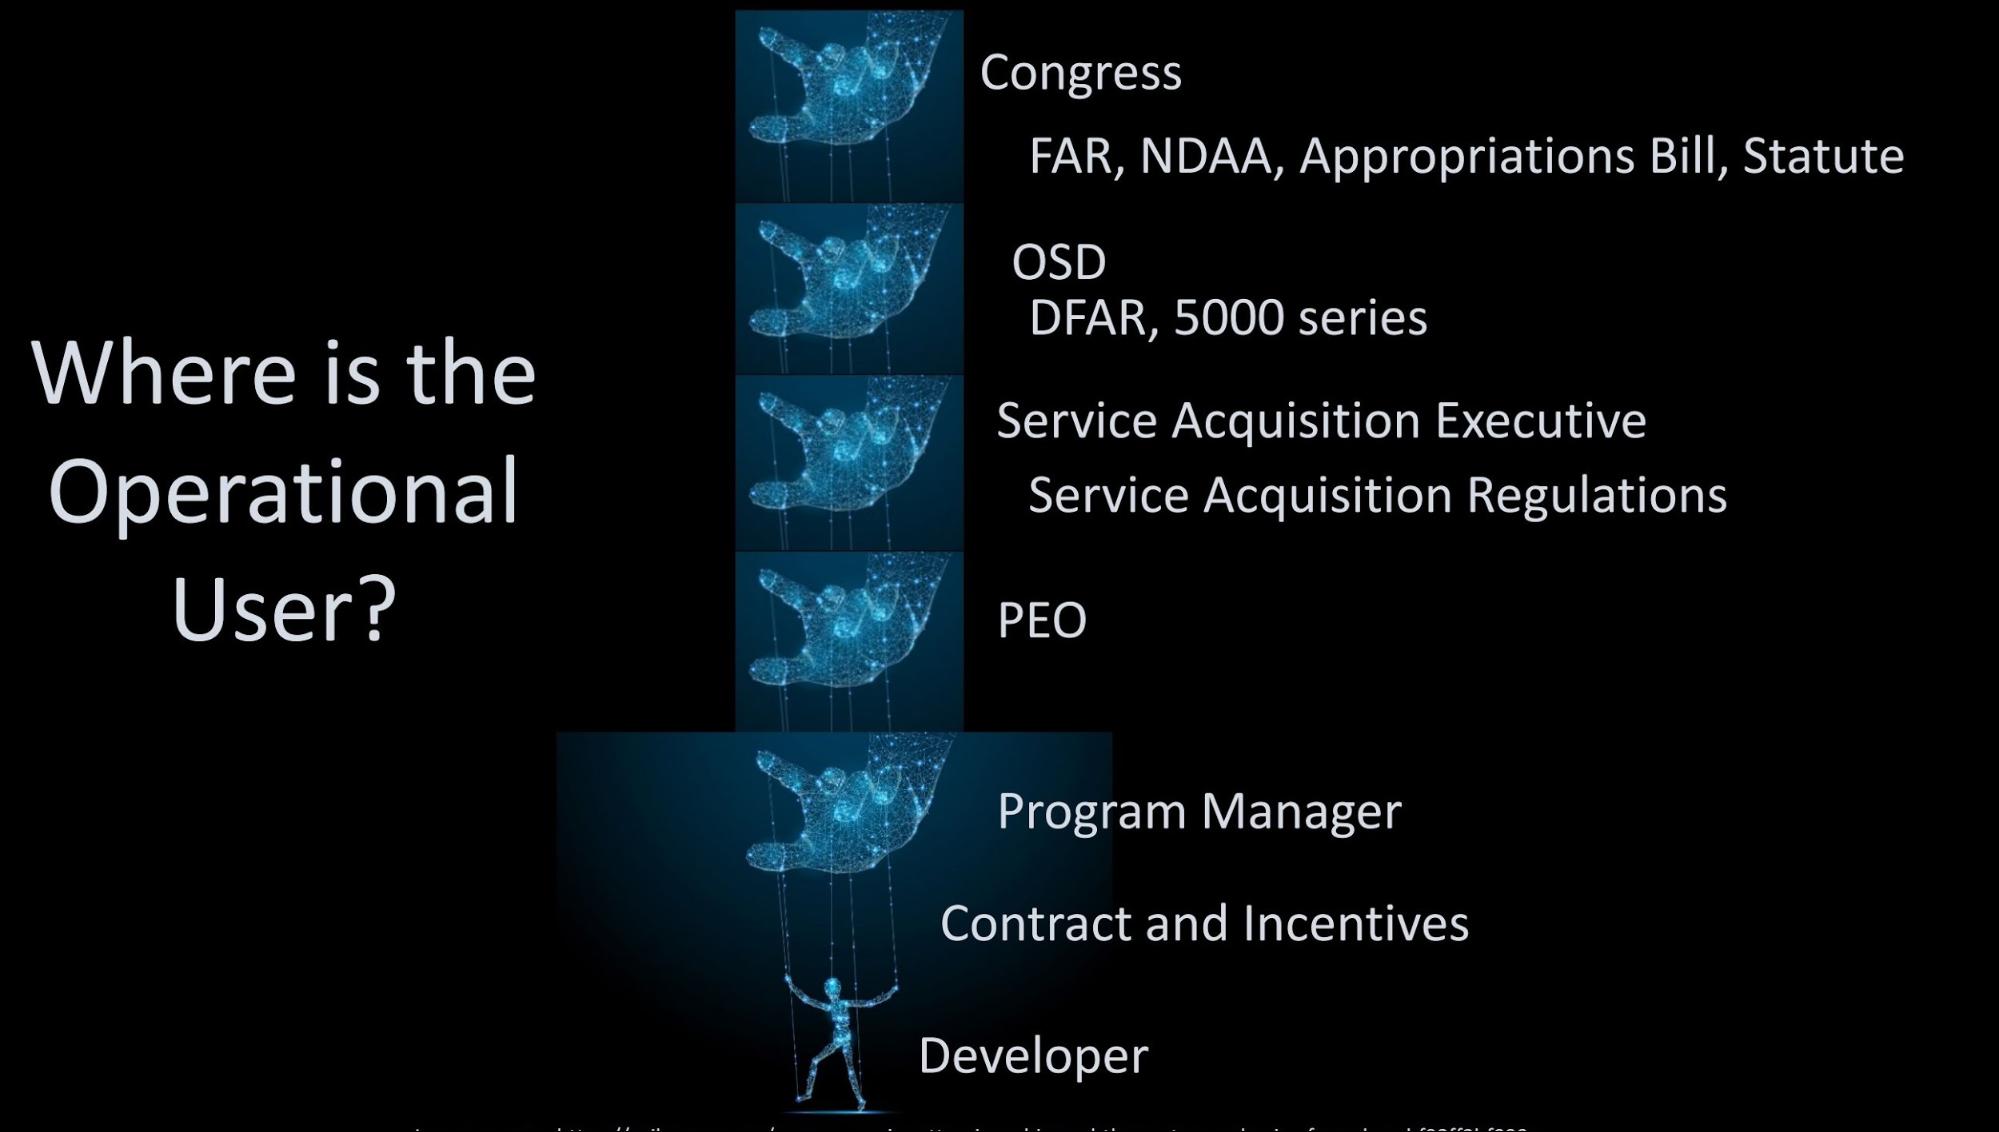 Where is the
Operational
User?
Congress
FAR, NDAA, Appropriations Bill, Statute
OSD
DFAR, 5000 series
Service Acquisition Executive
Service Acquisition Regulations
PEO
Program Manager
Contract and Incentives
Developer